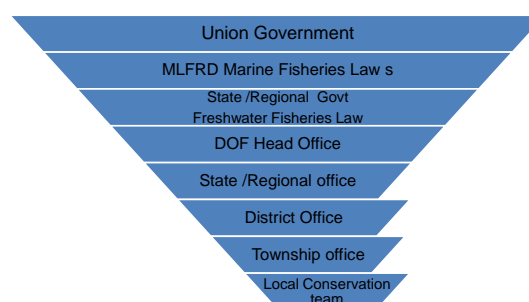 Union Government
MLFRD Marine Fisheries Law s
State /Regional Govt
Freshwater Fisheries Law
DOF Head Office
State /Regional office
District Office
Township office
Local Conservation
team